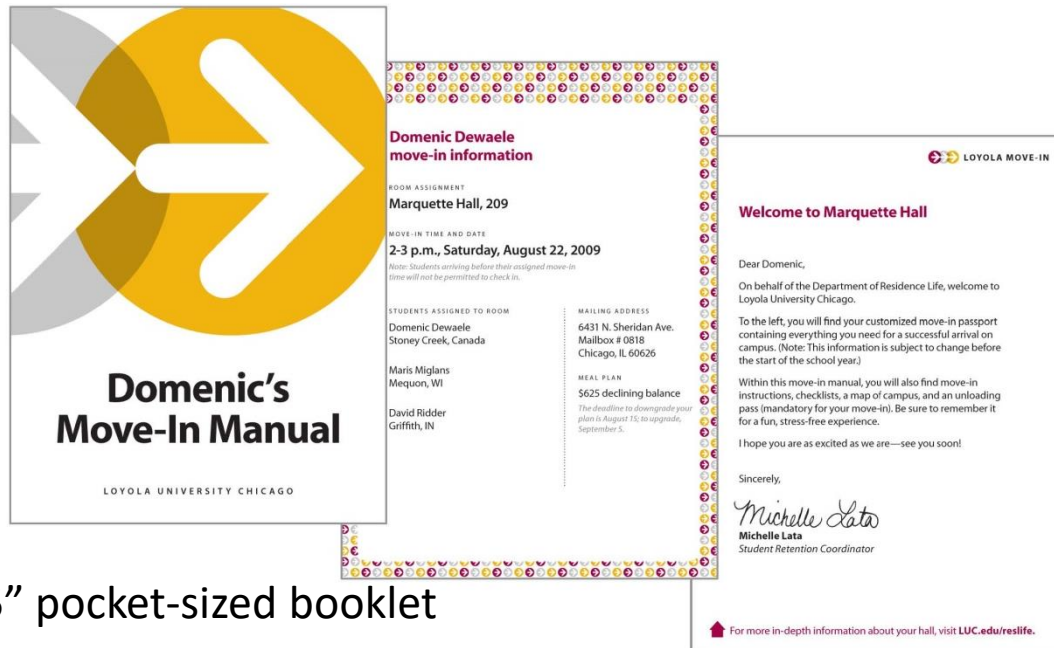 Domenic's
Move-In Manual
LOYOLA UNIVERSITY CHICAGO
Domenic Dewaele
move-in information
ROOM ASSIGNMENT
Marquette Hall, 209
MOVE-IN TIME AND DATE
2-3 p.m., Saturday, August 22, 2009
Note: Students arriving before their assigned move-in
time will not be permitted to check in.
STUDENTS ASSIGNED TO ROOM
Domenic Dewaele
Stoney Creek, Canada
Maris Miglans
Mequon, WI
David Ridder
Griffith, IN
MAILING ADDRESS
6431 N. Sheridan Ave.
Mailbox # 0818
Chicago, IL 60626
MEAL PLAN
$625 declining balance
The deadline to downgrade your
plan is August 15; to upgrade,
September 5.
LOYOLA MOVE-IN
Welcome to Marquette Hall
Dear Domenic,
On behalf of the Department of Residence Life, welcome to
Loyola University Chicago.
To the left, you will find your customized move-in passport
containing everything you need for a successful arrival on
campus. (Note: This information is subject to change before
the start of the school year.)
Within this move-in manual, you will also find move-in
instructions, checklists, a map of campus, and an unloading
pass (mandatory for your move-in). Be sure to remember it
for a fun, stress-free experience.
I hope you are as excited as we are—see you soon!
Sincerely,
Michelle Lata
Michelle Lata
Student Retention Coordinator
For more in-depth information about your hall, visit LUC.edu/reslife.
” pocket-sized booklet